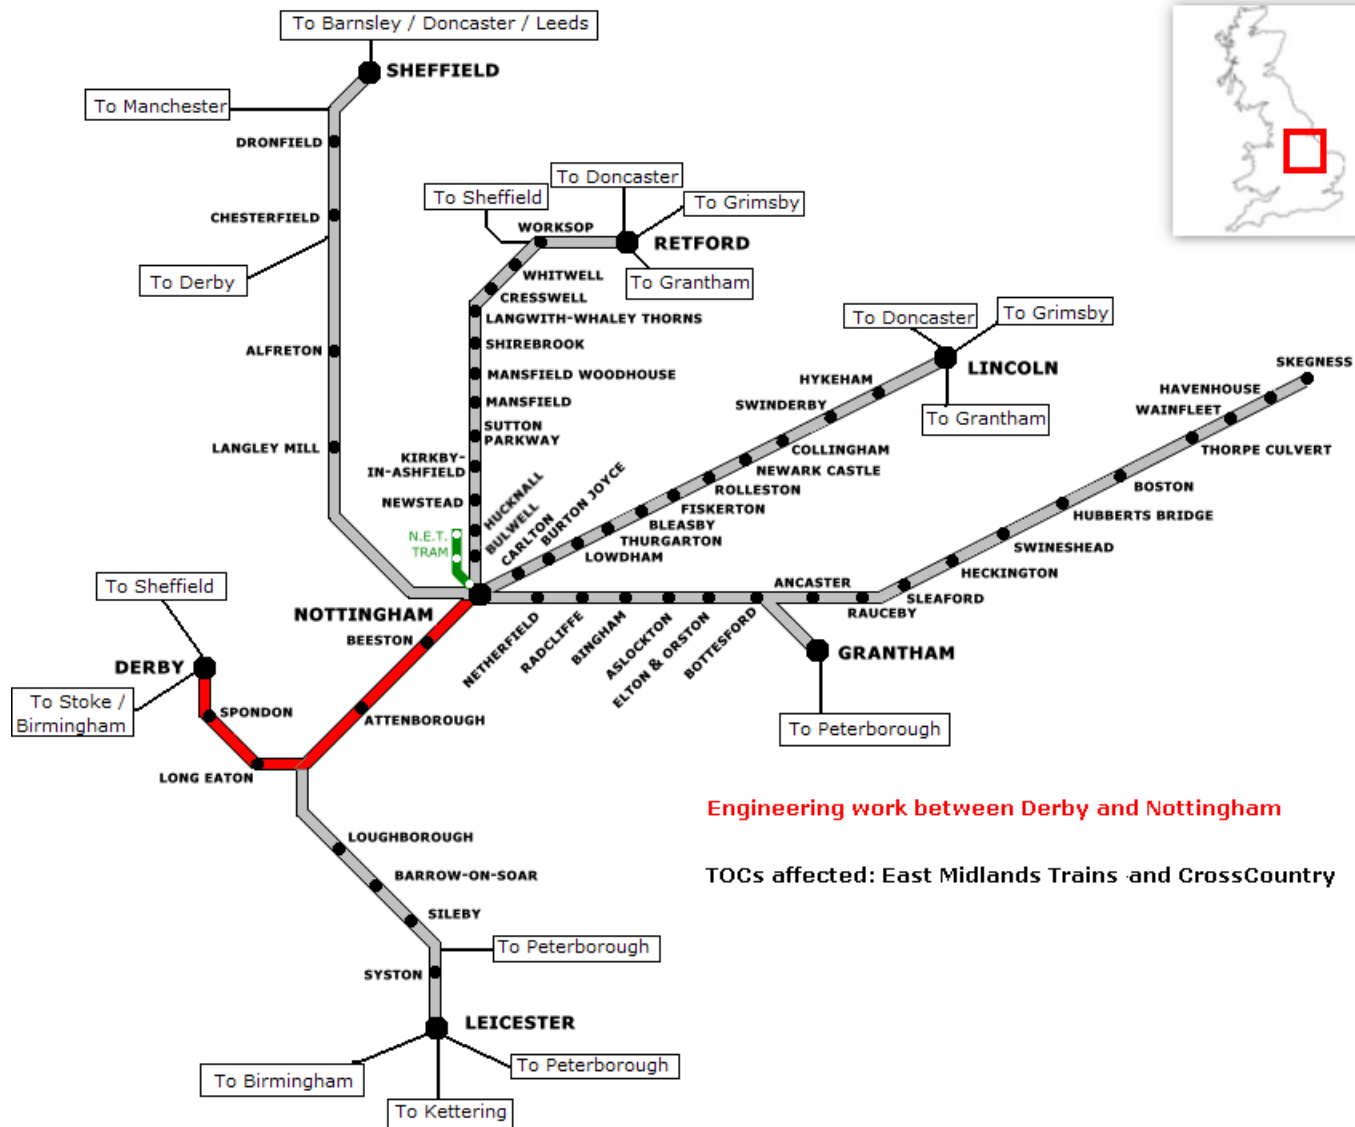 To Barnsley / Doncaster / Leeds
SHEFFIELD
To Manchester
DRONFIELD
CHESTERFIELD
To Derby
ALFRETON
LANGLEY MILL
To Sheffield
To Doncaster
To Grimsby
WORKSOP
RETFORD
To Grantham
WHITWELL
CRESSWELL
LANGWITH-WHALEY THORNS
SHIREBROOK
MANSFIELD WOODHOUSE
MANSFIELD
SUTTON
PARKWAY
KIRKBY-
IN-ASHFIELD
NEWSTEAD
HUCKNALL
BULWELL
N.E.T.
TRAM
CARLTON
BURTON JOYCE
LOWDHAM
THURGARTON
BLEASBY
FISKERTON
ROLLESTON
NEWARK CASTLE
COLLINGHAM
SWINDERBY
HYKEHAM
To Doncaster
To Grimsby
LINCOLN
To Grantham
SKEGNESS
HAVENHOUSE
WAINFLEET
THORPE CULVERT
BOSTON
HUBBERTS BRIDGE
SWINESHEAD
HECKINGTON
SLEAFORD
RAUCEBY
ANCASTER
NOTTINGHAM
NETHERFIELD
RADCLIFFE
BINGHAM
ASLOCKTON
ELTON & ORSTON
BOTTESFORD
GRANTHAM
To Peterborough
To Sheffield
DERBY
To Stoke /
Birmingham
BEESTON
SPONDON
ATTENBOROUGH
LONG EATON
LOUGHBOROUGH
BARROW-ON-SOAR
SILEBY
To Peterborough
SYSTON
LEICESTER
To Birmingham
To Peterborough
To Kettering
Engineering work between Derby and Nottingham
TOCs affected: East Midlands Trains and CrossCountry